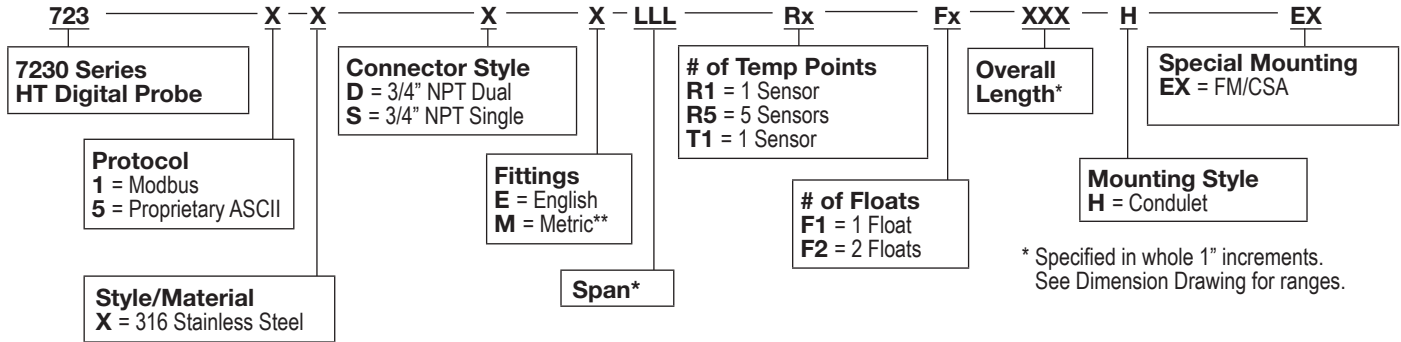 723 X X X X LLL Rx Fx XXX H EX
7230 Series
HT Digital Probe
Connector Style
D = 3/4” NPT Dual
S = 3/4” NPT Single
# of Temp Points
R1 = 1 Sensor
R5 = 5 Sensors
T1 = 1 Sensor
Overall
Length*
Special Mounting
EX = FM/CSA
Protocol
1 = Modbus
5 = Proprietary ASCII
Fittings
E = English
M = Metric**
# of Floats
F1 = 1 Float
F2 = 2 Floats
Mounting Style
H = Condulet
Style/Material
X = 316 Stainless Steel
Span*
* Specified in whole 1” increments.
See Dimension Drawing for ranges.